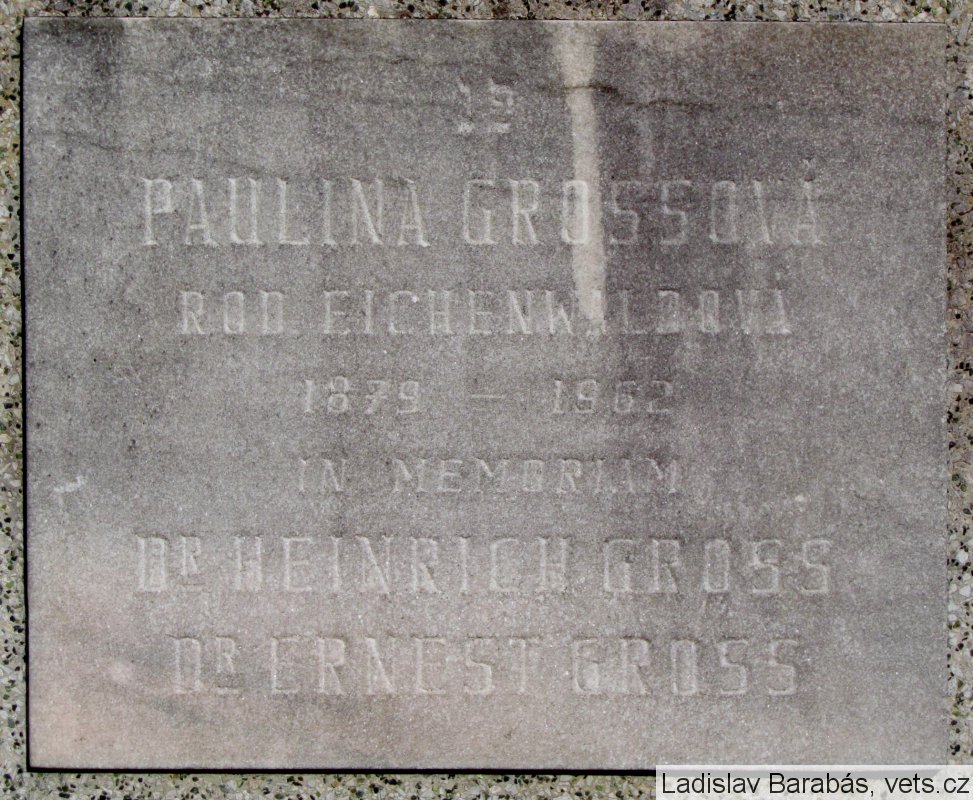 PAULINA GROSSOVÁ
ROD. EICHENWALDOVÁ
1879 — 1962
IN MEMORIAM
DR. HEINRICH GROSS
DR. ERNEST GROSS
Ladislav Barabás, vets.cz